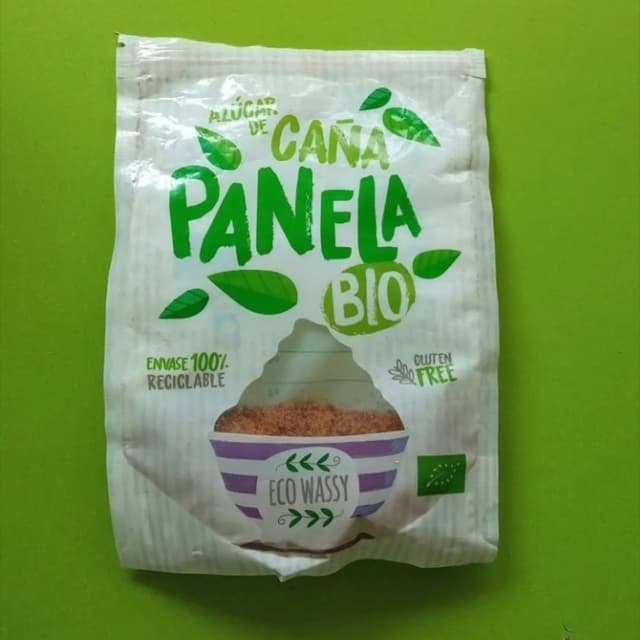 AZÚCAR
DE
CAÑA
PANELA
BIO
ENVASE 100%
RECICLABLE
GLUTEN
FREE
ECO WASSY